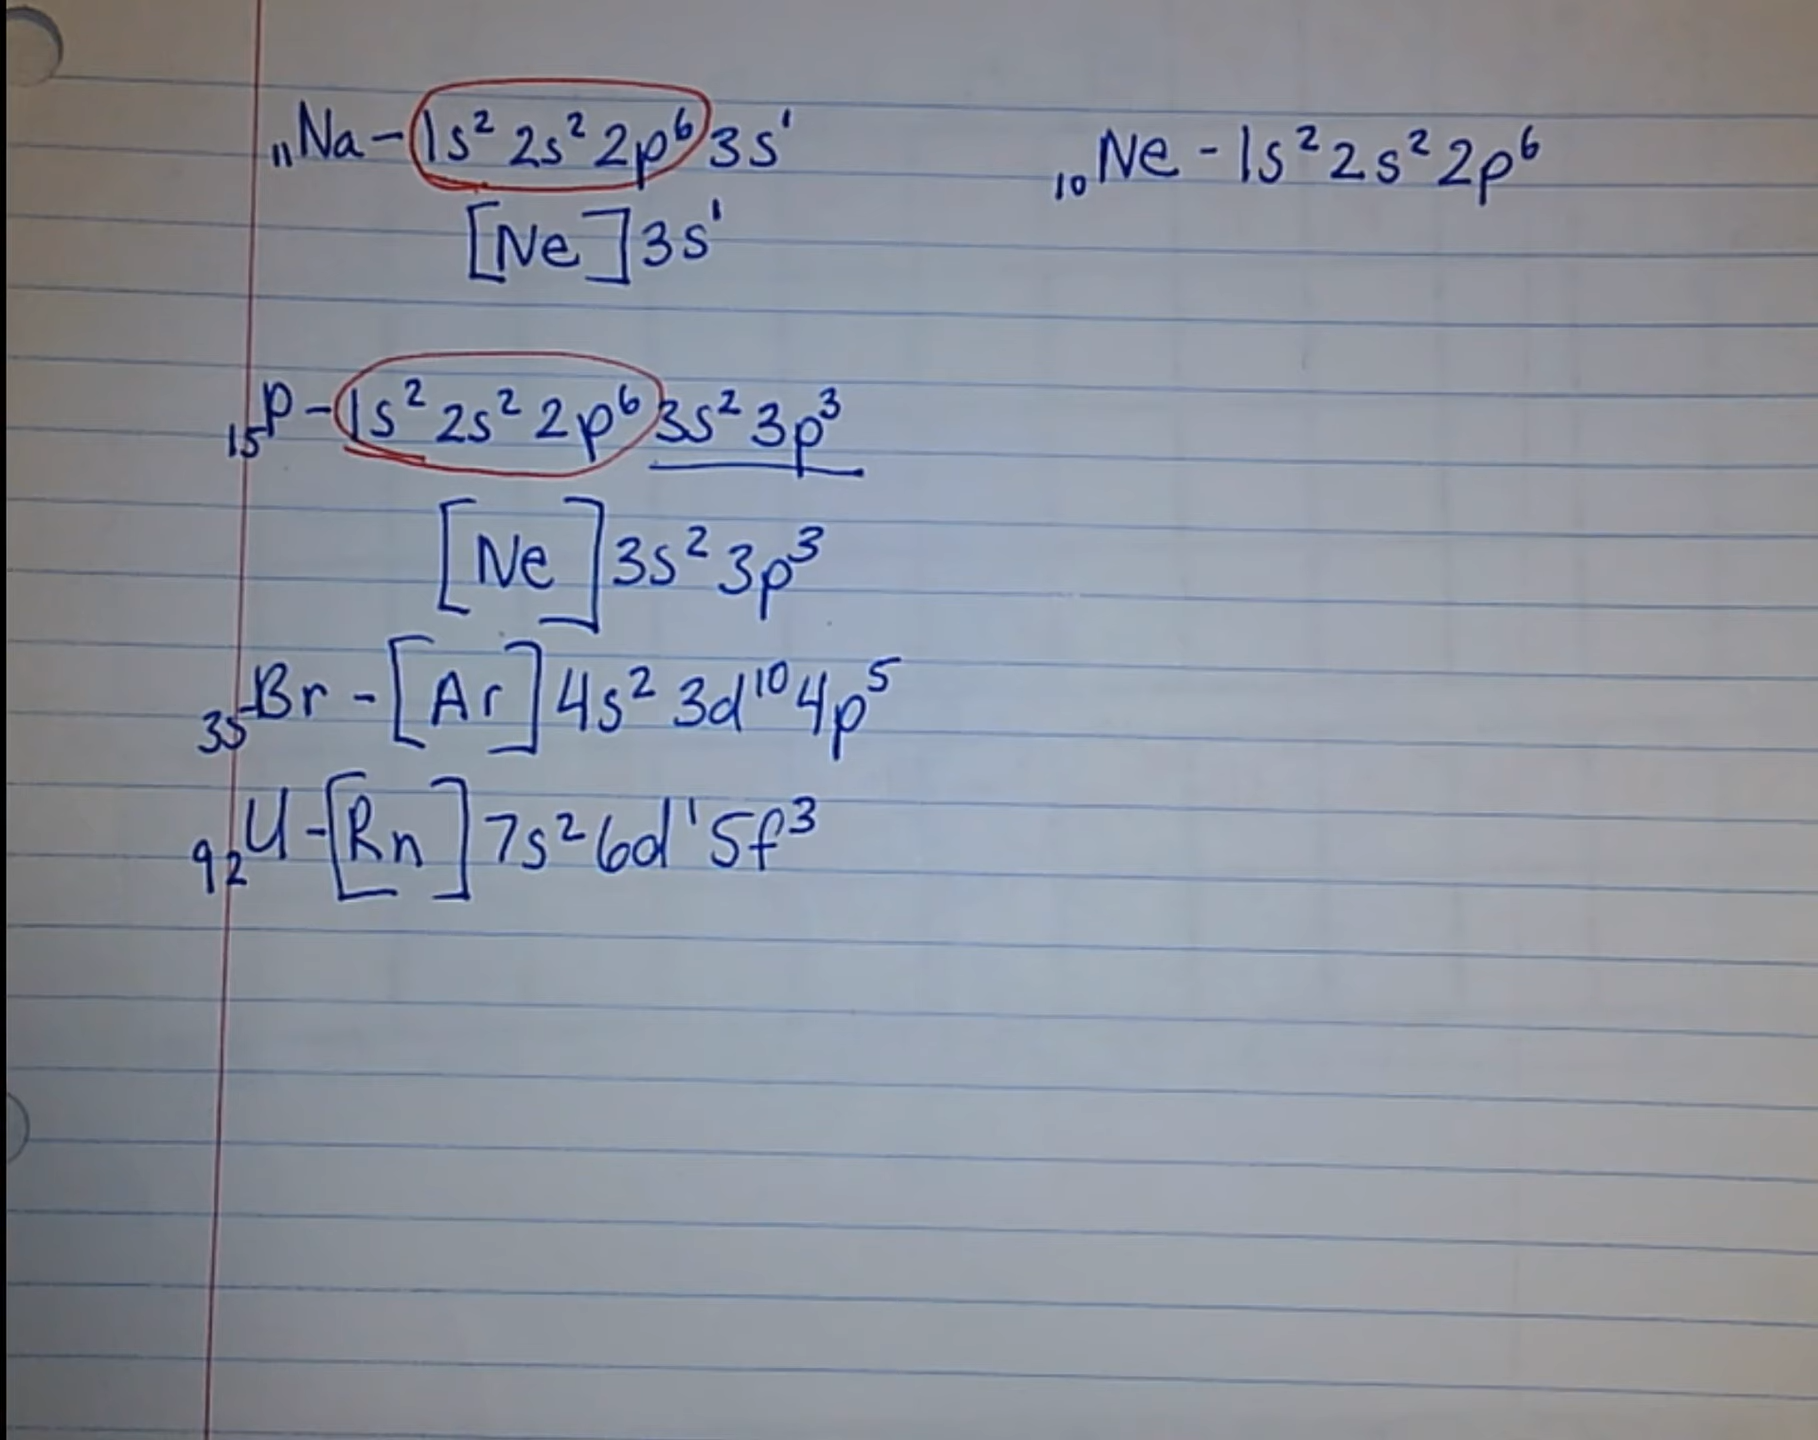 ₁₁Na - 1s² 2s² 2p⁶ 3s¹ ₁₀Ne - 1s² 2s² 2p⁶
[Ne] 3s¹
₁₅P - 1s² 2s² 2p⁶ 3s² 3p³
[Ne] 3s² 3p³
₃₅Br - [Ar] 4s² 3d¹⁰ 4p⁵
₉₂U - [Rn] 7s² 6d¹ 5f³